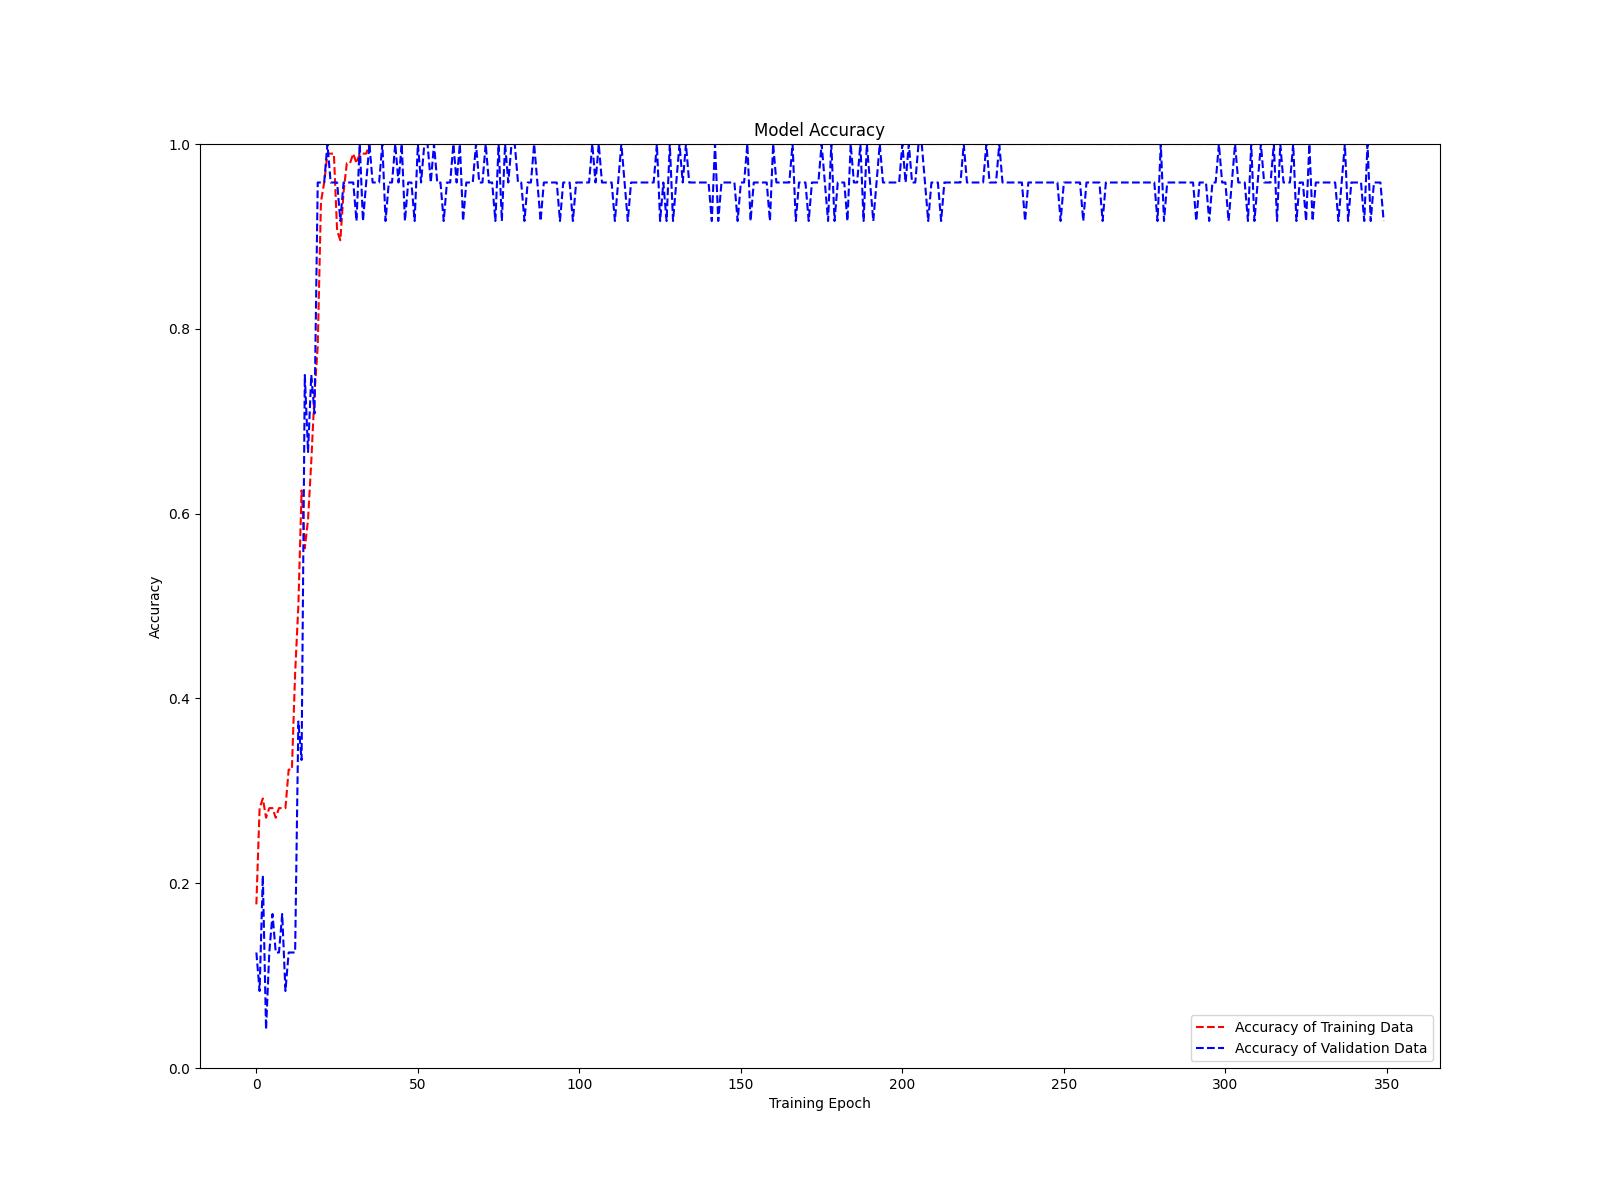 Model Accuracy
1.0
0.8
0.6
0.4
0.2
0.0
Accuracy
0 50 100 150 200 250 300 350
Training Epoch
Accuracy of Training Data
Accuracy of Validation Data